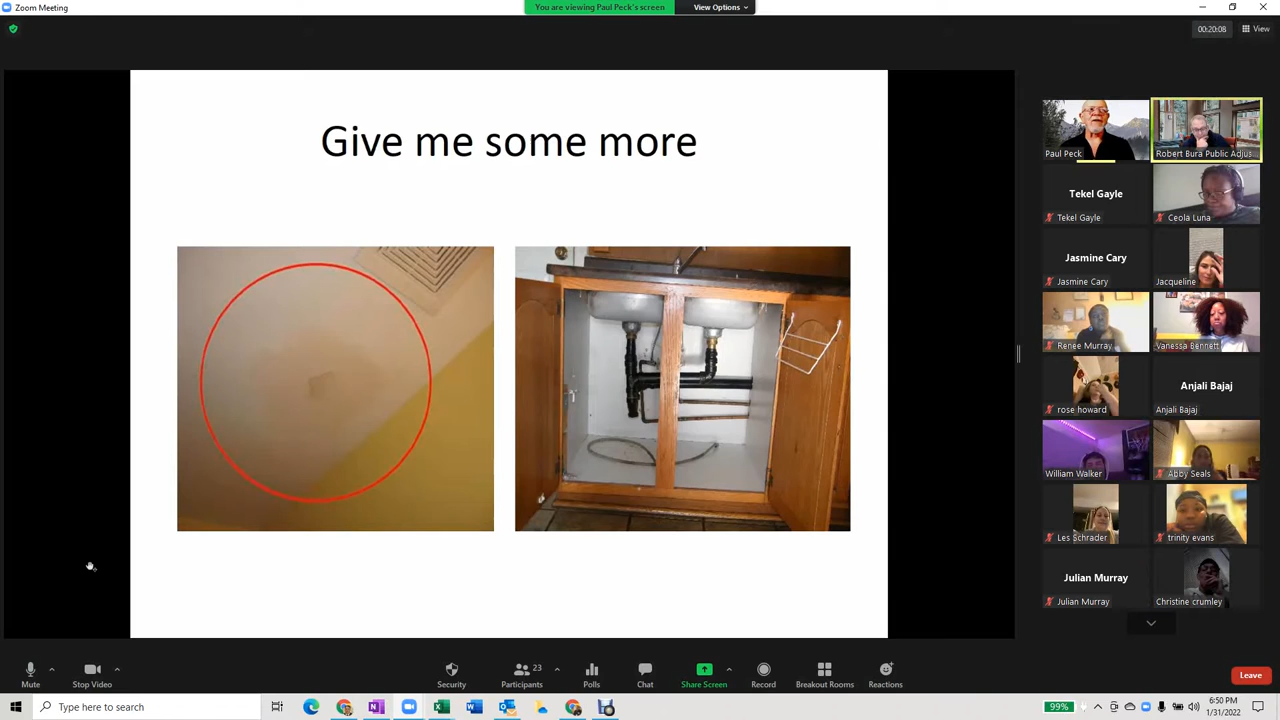 Zoom Meeting
You are viewing Paul Peck's screen
View Options
00:20:08
View
Give me some more
Paul Peck
Robert Bura Public Adjus...
Tekel Gayle
Tekel Gayle
Ceola Luna
Jasmine Cary
Jasmine Cary
Jacqueline
Renee Murray
Vanessa Bennett
rose howard
Anjali Bajaj
Anjali Bajaj
William Walker
Abby Seals
Les Schrader
trinity evans
Julian Murray
Julian Murray
Christine crumley
Mute
Stop Video
Security
Participants
23
Polls
Chat
Share Screen
Record
Breakout Rooms
Reactions
Leave
Type here to search
99%
6:50 PM
1/31/2022